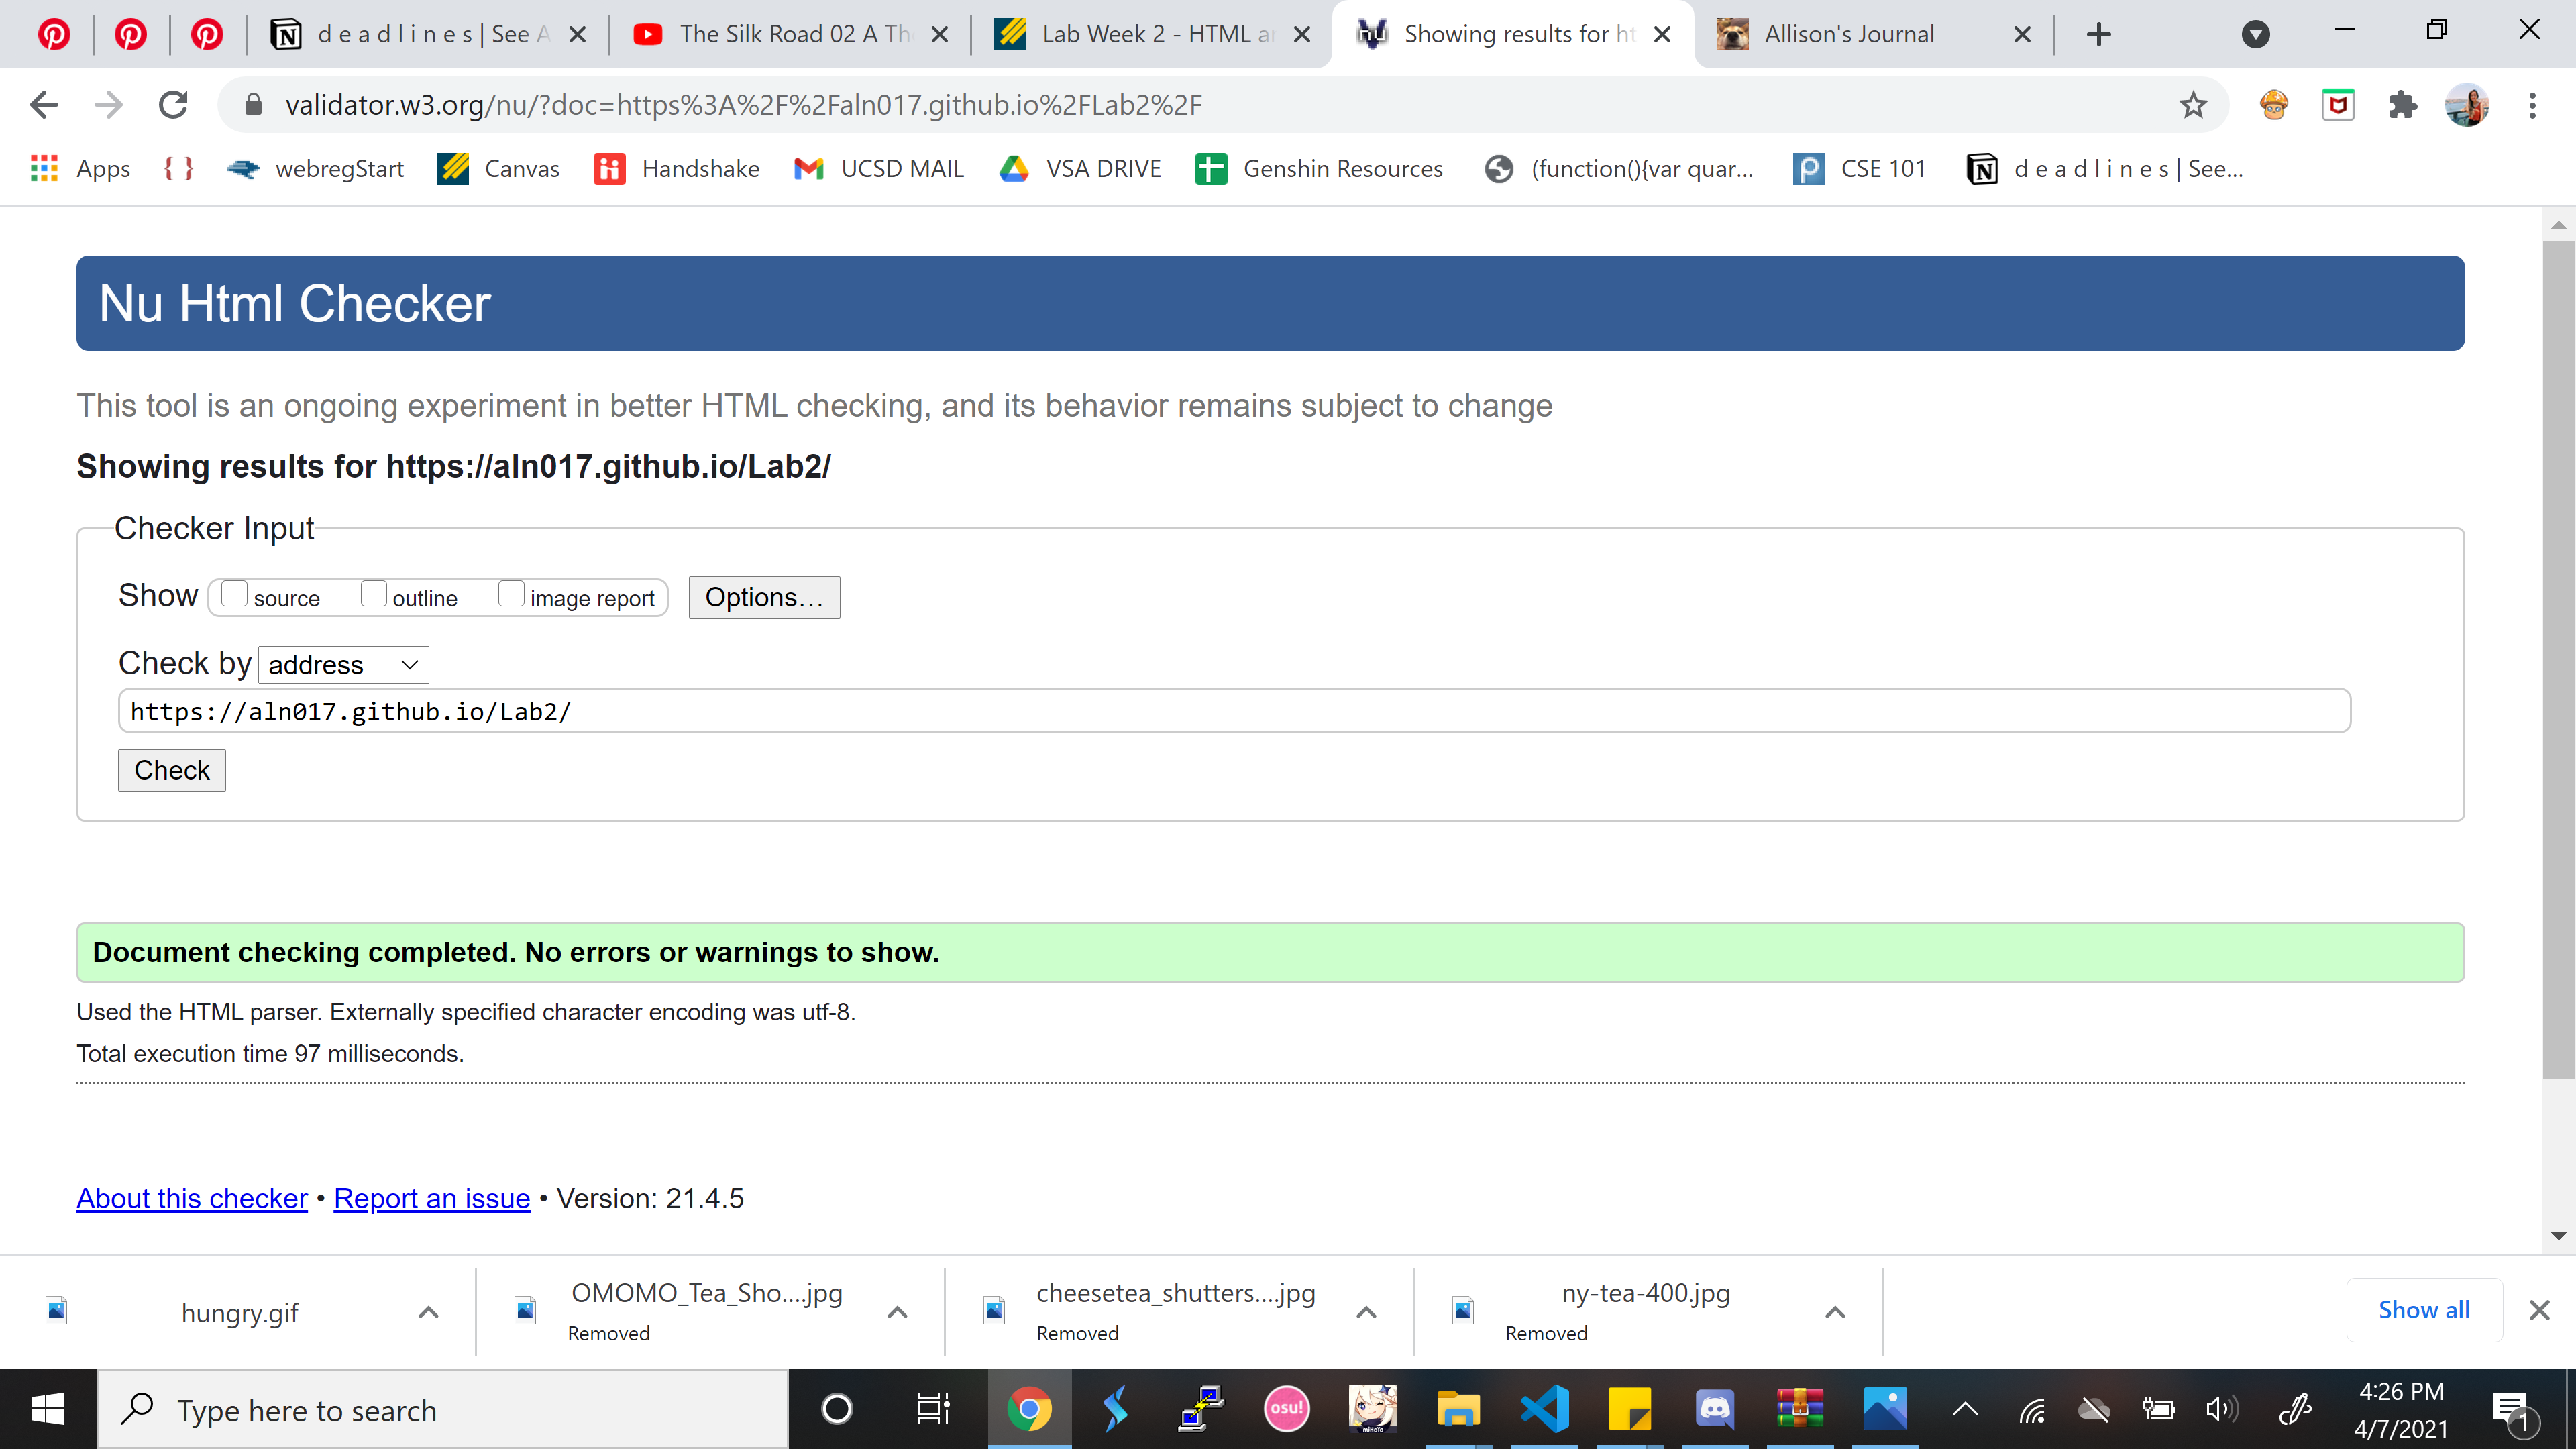 d e a d l i n e s | See A
The Silk Road 02 A Th
Lab Week 2 - HTML ar
Showing results for ht
Allison's Journal
validator.w3.org/nu/?doc=https%3A%2F%2Faln017.github.io%2FLab2%2F
Apps
{ }
webregStart
Canvas
Handshake
UCSD MAIL
VSA DRIVE
Genshin Resources
(function(){var quar...
CSE 101
d e a d l i n e s | See...
Nu Html Checker
This tool is an ongoing experiment in better HTML checking, and its behavior remains subject to change
Showing results for https://aln017.github.io/Lab2/
Checker Input
Show source outline image report Options...
Check by address
https://aln017.github.io/Lab2/
Check
Document checking completed. No errors or warnings to show.
Used the HTML parser. Externally specified character encoding was utf-8.
Total execution time 97 milliseconds.
About this checker • Report an issue • Version: 21.4.5
hungry.gif
OMOMO_Tea_Sho....jpg
Removed
cheesetea_shutters....jpg
Removed
ny-tea-400.jpg
Removed
Show all
Type here to search
osu!
miHoYo
4:26 PM
4/7/2021
1